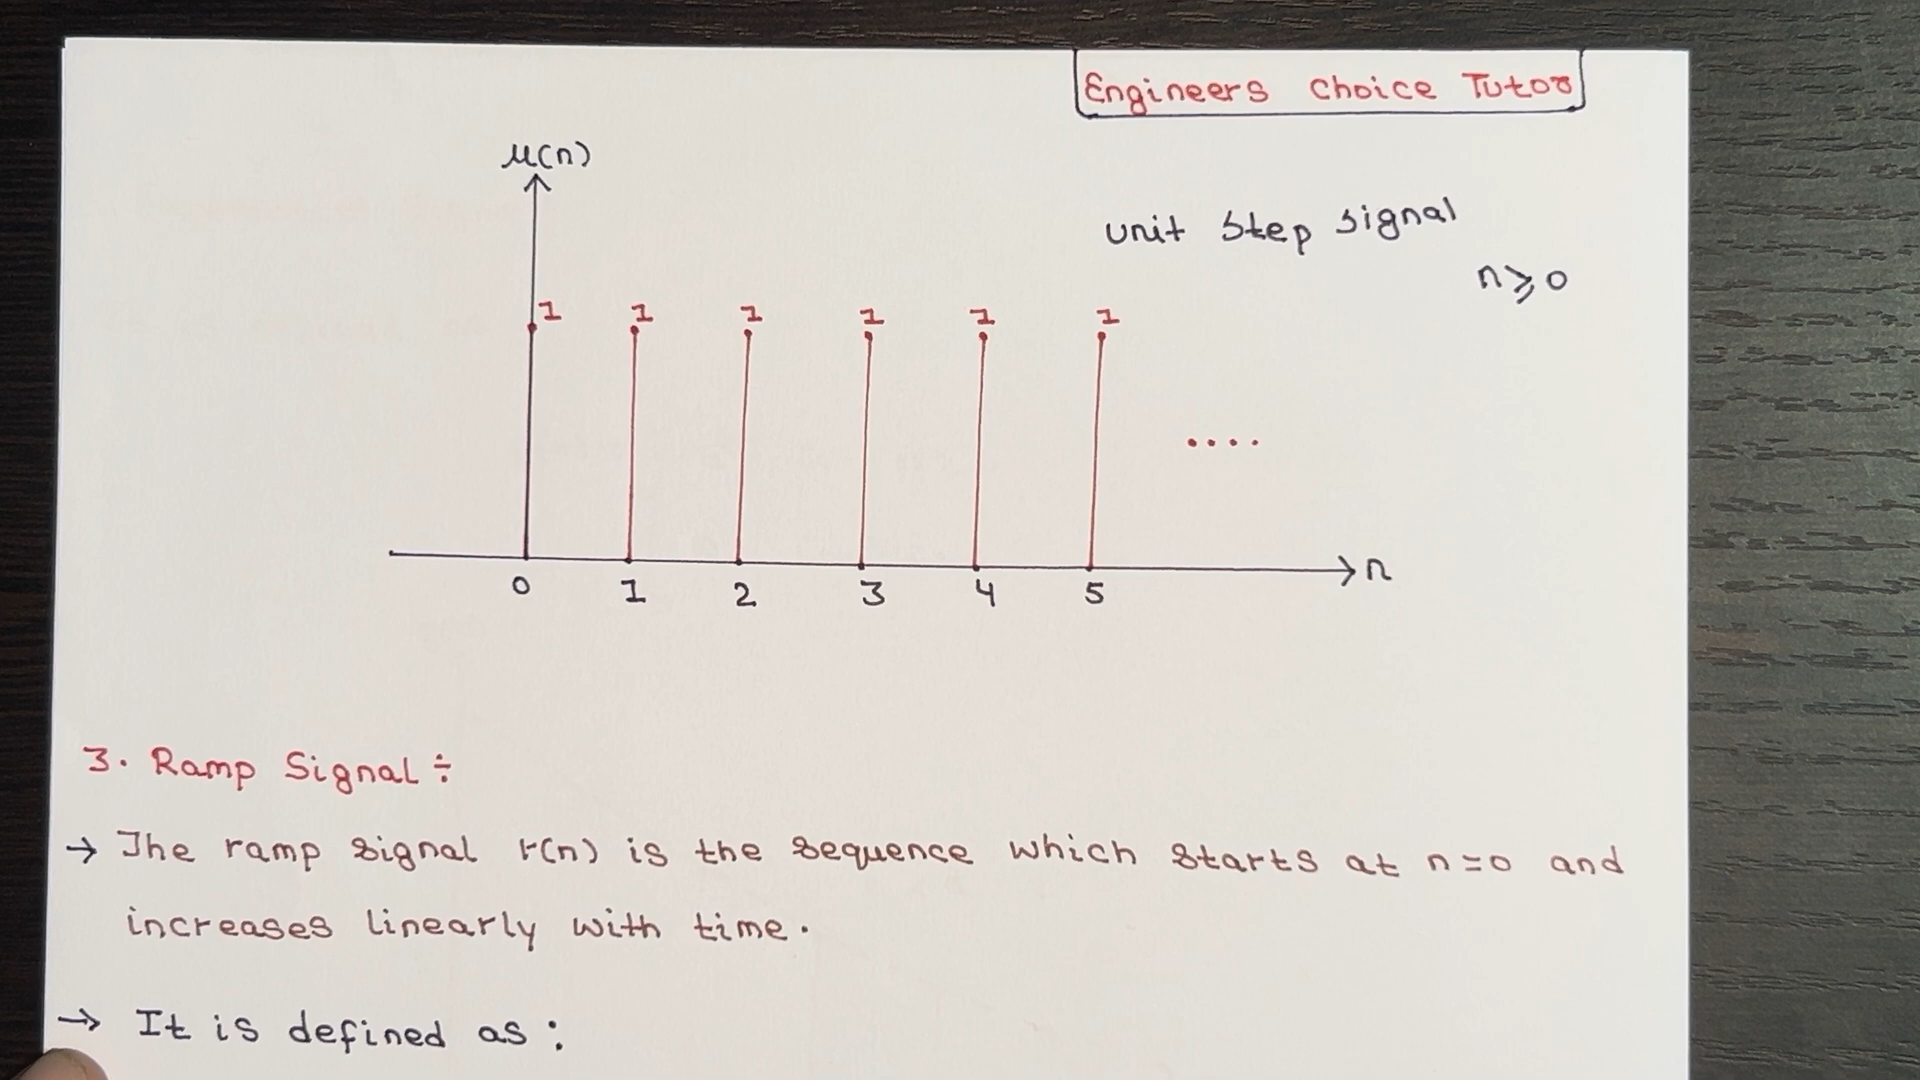 Engineers Choice Tutor
μ(n)
unit step signal
n⩾0
1 1 1 1 1 1
....
n
0 1 2 3 4 5
3. Ramp Signal ÷
→ The ramp signal r(n) is the sequence which starts at n=0 and
increases linearly with time.
→ It is defined as :